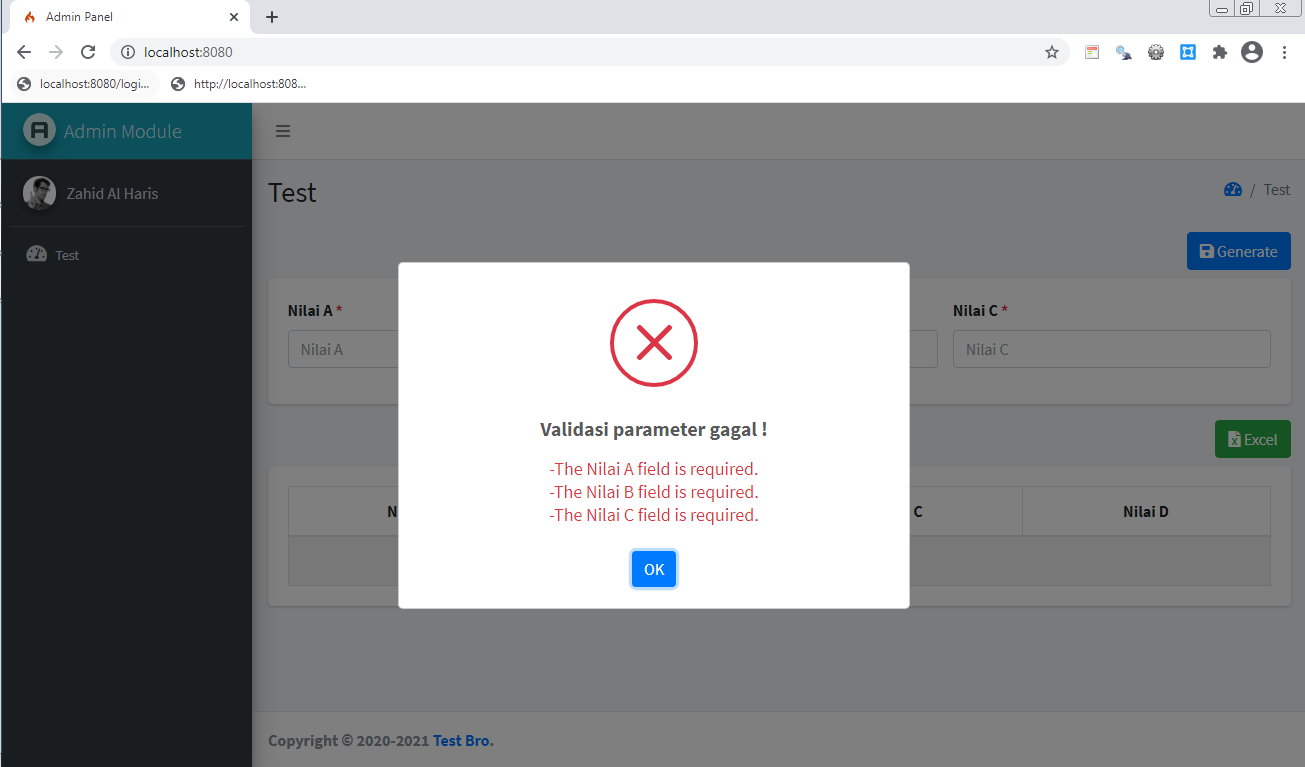 Admin Panel
localhost:8080
localhost:8080/logi...
http://localhost:808...
Admin Module
Zahid Al Haris
Test
Test
/ Test
Generate
Nilai A *
Nilai C *
Nilai A
Nilai C
Validasi parameter gagal !
-The Nilai A field is required.
-The Nilai B field is required.
-The Nilai C field is required.
OK
Excel
N
C
Nilai D
Copyright © 2020-2021 Test Bro.